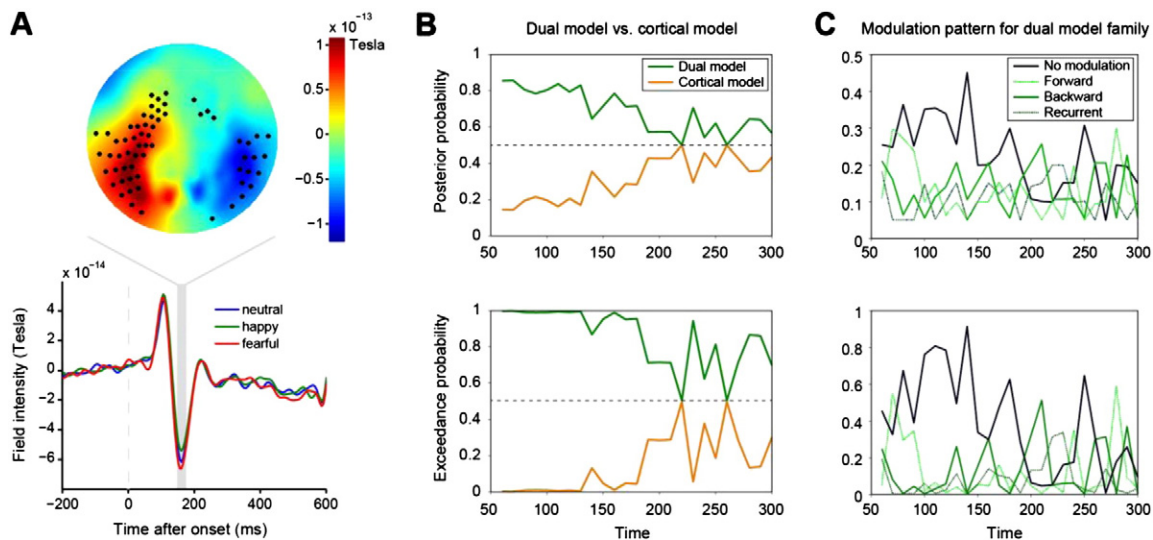 A
x 10⁻¹³
Tesla
1
0.5
0
−0.5
−1
x 10⁻¹⁴
4
2
0
−2
−4
−6
neutral
happy
fearful
Field intensity (Tesla)
−200
0
200
400
600
Time after onset (ms)
B
Dual model vs. cortical model
Dual model
Cortical model
Posterior probability
1
0.8
0.6
0.4
0.2
0
50
100
150
200
250
300
Exceedance probability
1
0.8
0.6
0.4
0.2
0
50
100
150
200
250
300
Time
C
Modulation pattern for dual model family
No modulation
Forward
Backward
Recurrent
0.5
0.4
0.3
0.2
0.1
0
50
100
150
200
250
300
1
0.8
0.6
0.4
0.2
0
50
100
150
200
250
300
Time